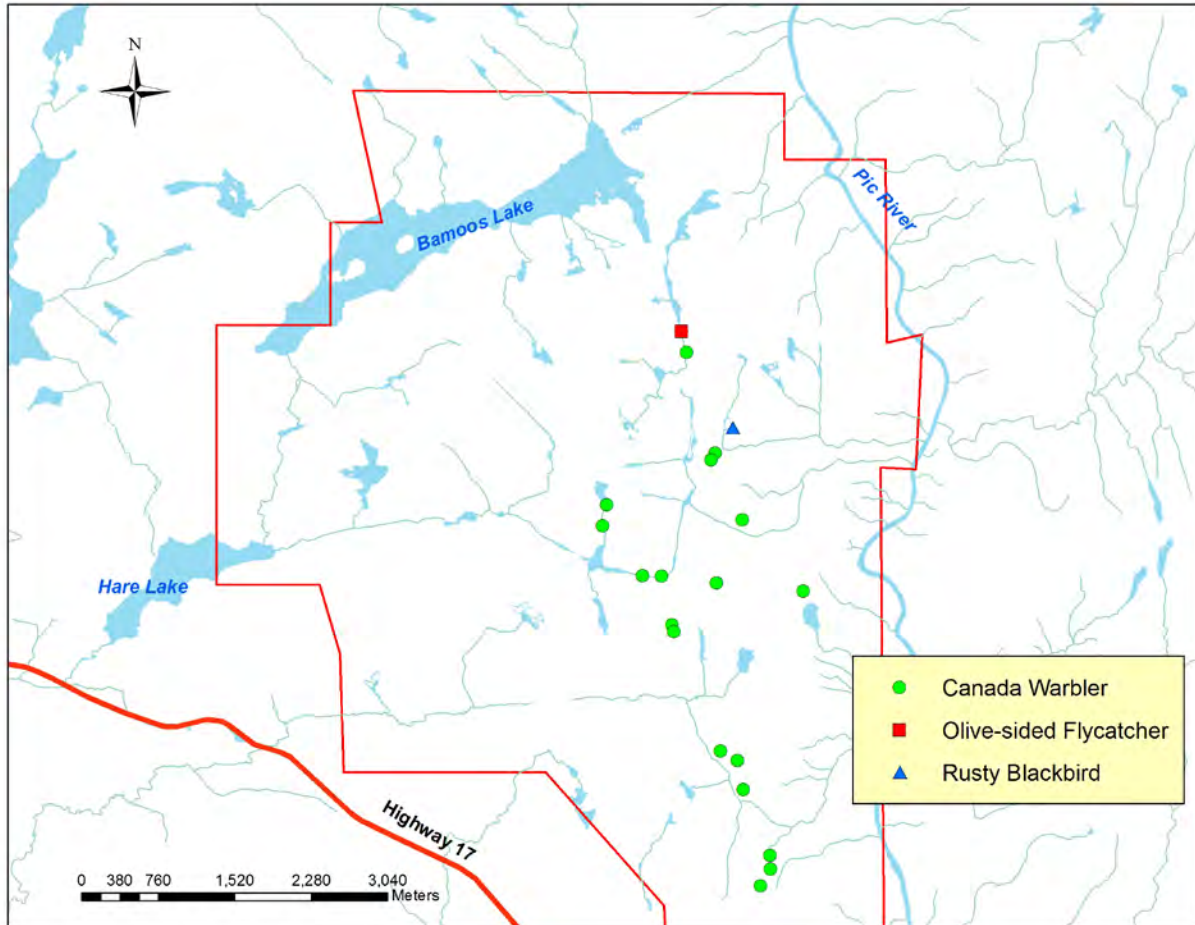 N
Pic River
Bamoos Lake
Hare Lake
Canada Warbler
Olive-sided Flycatcher
Rusty Blackbird
Highway 17
0 380 760 1,520 2,280 3,040
Meters